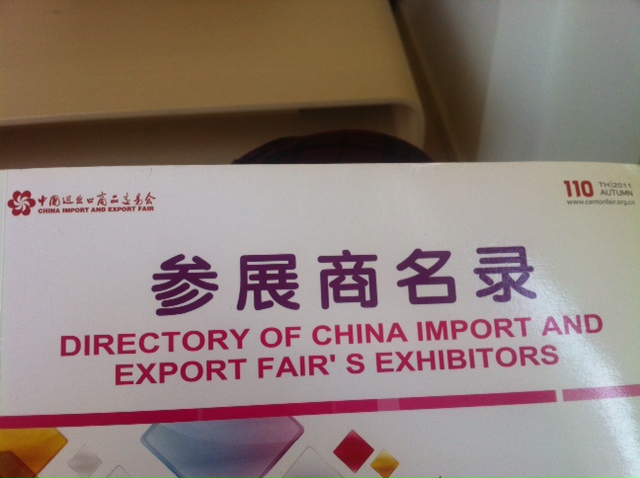 中国进出口商品交易会
CHINA IMPORT AND EXPORT FAIR
110 TH|2011
AUTUMN
www.cantonfair.org.cn
参展商名录
DIRECTORY OF CHINA IMPORT AND
EXPORT FAIR' S EXHIBITORS